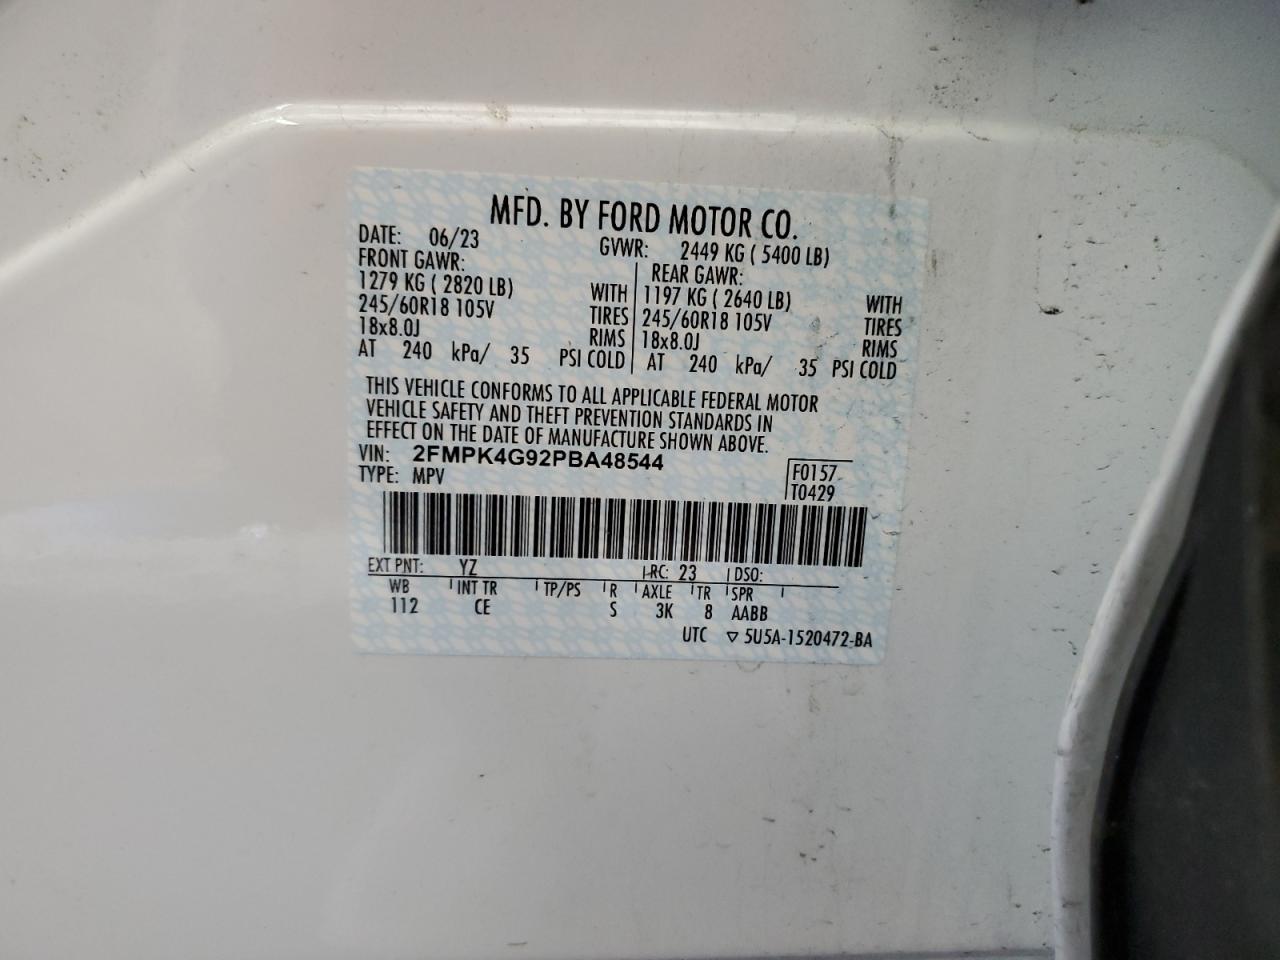 MFD. BY FORD MOTOR CO.
DATE: 06/23 GVWR: 2449 KG ( 5400 LB)
FRONT GAWR: REAR GAWR:
1279 KG ( 2820 LB) WITH 1197 KG ( 2640 LB) WITH
245/60R18 105V TIRES 245/60R18 105V TIRES
18x8.0J RIMS 18x8.0J RIMS
AT 240 kPa/ 35 PSI COLD AT 240 kPa/ 35 PSI COLD
THIS VEHICLE CONFORMS TO ALL APPLICABLE FEDERAL MOTOR
VEHICLE SAFETY AND THEFT PREVENTION STANDARDS IN
EFFECT ON THE DATE OF MANUFACTURE SHOWN ABOVE.
VIN: 2FMPK4G92PBA48544 F0157
TYPE: MPV T0429
EXT PNT: YZ RC: 23 DSO:
WB INT TR TP/PS R AXLE TR SPR
112 CE S 3K 8 AABB
UTC ▽ 5U5A-1520472-BA